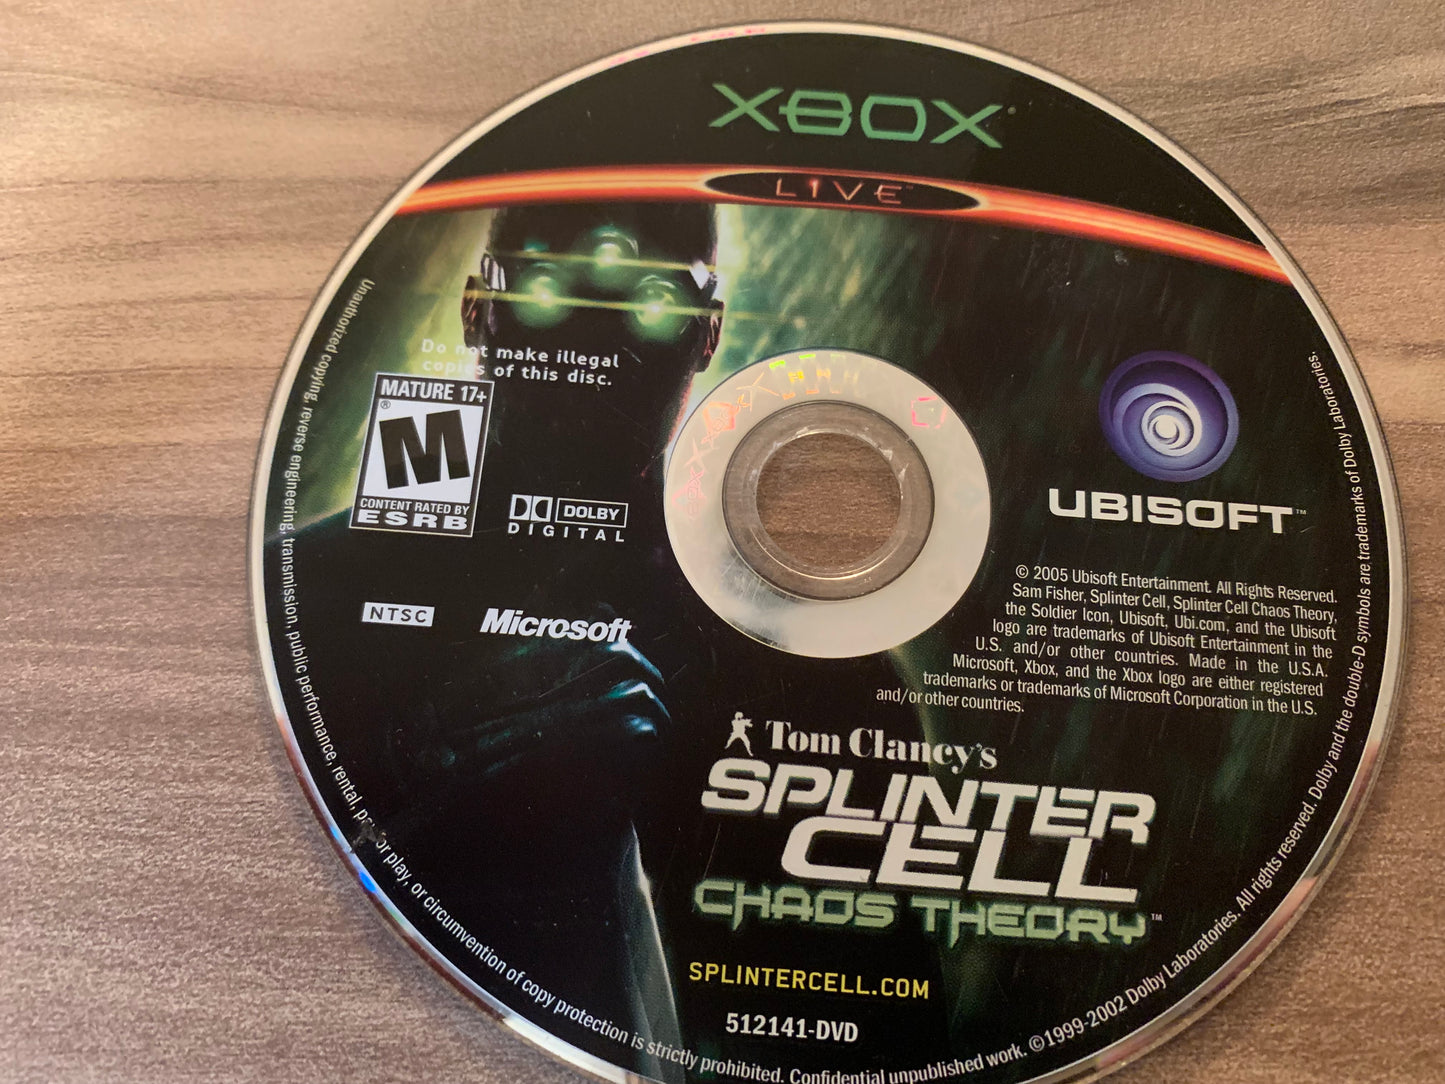 XBOX
LIVE™
Do not make illegal
copies of this disc.
MATURE 17+
®
M
CONTENT RATED BY
ESRB
DOLBY
DIGITAL
NTSC
Microsoft
UBISOFT™
© 2005 Ubisoft Entertainment. All Rights Reserved.
Sam Fisher, Splinter Cell, Splinter Cell Chaos Theory,
the Soldier Icon, Ubisoft, Ubi.com, and the Ubisoft
logo are trademarks of Ubisoft Entertainment in the
U.S. and/or other countries. Made in the U.S.A.
Microsoft, Xbox, and the Xbox logo are either registered
trademarks or trademarks of Microsoft Corporation in the U.S.
and/or other countries.
Tom Clancy's
SPLINTER
CELL
CHAOS THEORY™
SPLINTERCELL.COM
512141-DVD
Unauthorized copying, reverse engineering, transmission, public performance, rental, pay for play, or circumvention of copy protection is strictly prohibited. Confidential unpublished work. ©1999-2002 Dolby Laboratories. All rights reserved. Dolby and the double-D symbols are trademarks of Dolby Laboratories.